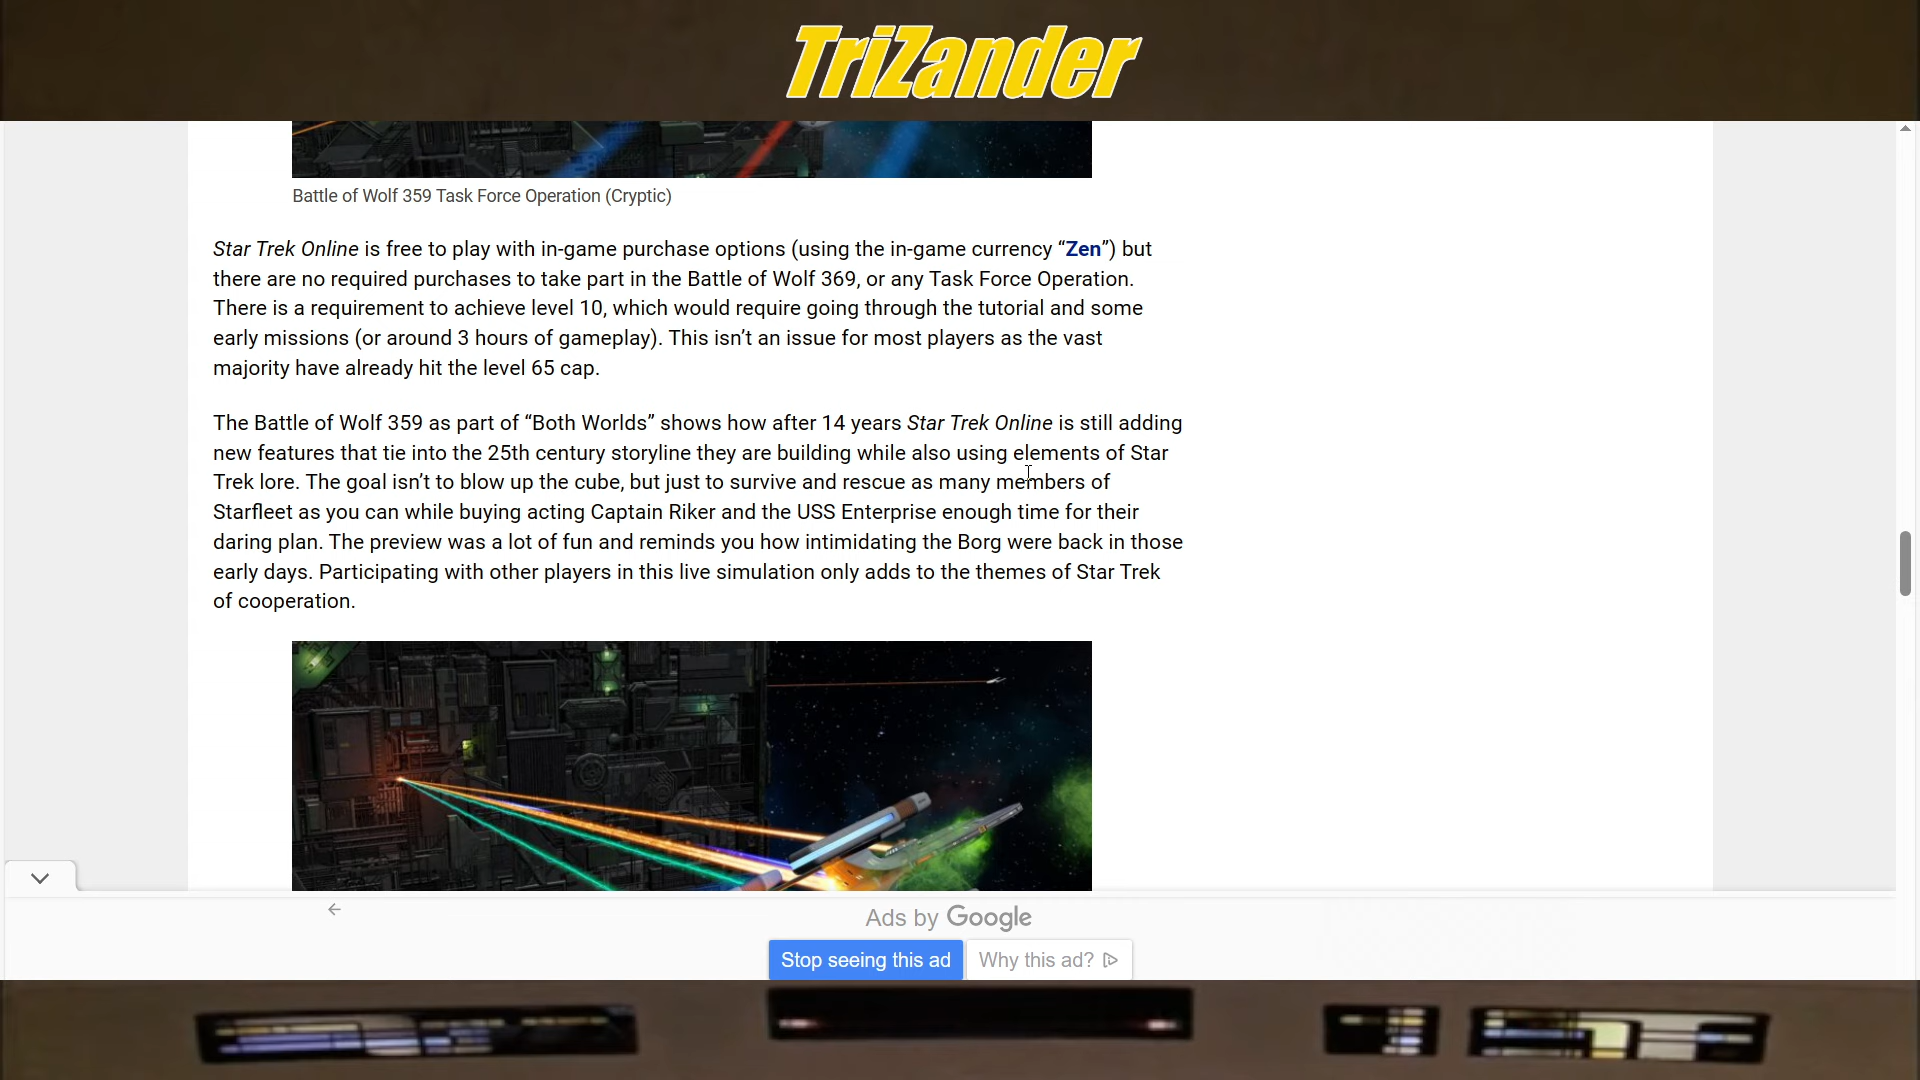 TriZander
Battle of Wolf 359 Task Force Operation (Cryptic)
Star Trek Online is free to play with in-game purchase options (using the in-game currency “Zen”) but
there are no required purchases to take part in the Battle of Wolf 369, or any Task Force Operation.
There is a requirement to achieve level 10, which would require going through the tutorial and some
early missions (or around 3 hours of gameplay). This isn’t an issue for most players as the vast
majority have already hit the level 65 cap.
The Battle of Wolf 359 as part of “Both Worlds” shows how after 14 years Star Trek Online is still adding
new features that tie into the 25th century storyline they are building while also using elements of Star
Trek lore. The goal isn’t to blow up the cube, but just to survive and rescue as many members of
Starfleet as you can while buying acting Captain Riker and the USS Enterprise enough time for their
daring plan. The preview was a lot of fun and reminds you how intimidating the Borg were back in those
early days. Participating with other players in this live simulation only adds to the themes of Star Trek
of cooperation.
Ads by Google
Stop seeing this ad
Why this ad?